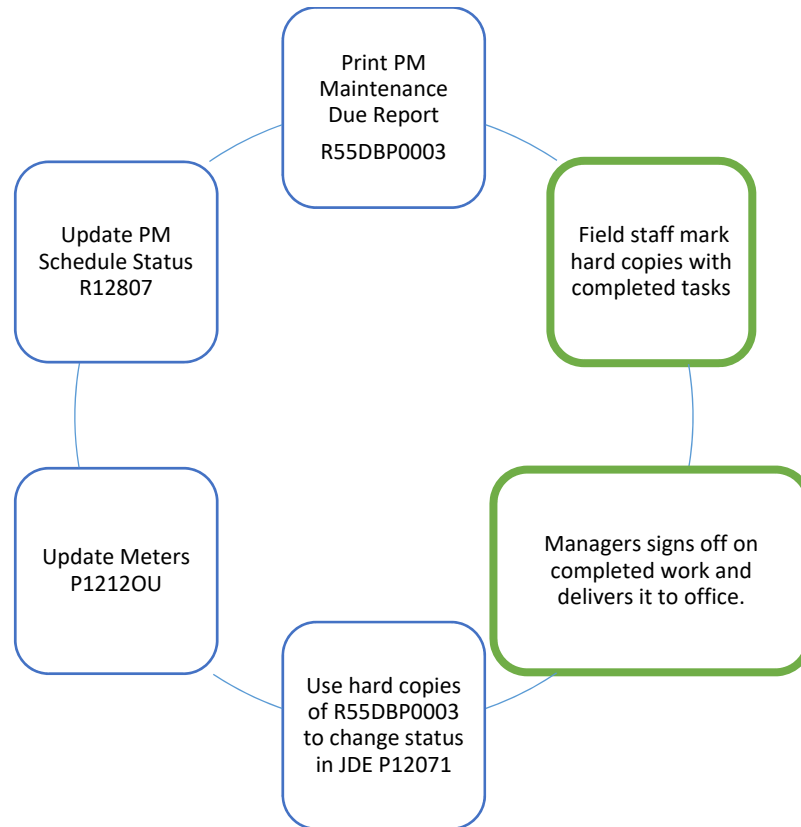 Print PM
Maintenance
Due Report
R55DBP0003
Field staff mark
hard copies with
completed tasks
Managers signs off on
completed work and
delivers it to office.
Use hard copies
of R55DBP0003
to change status
in JDE P12071
Update Meters
P1212OU
Update PM
Schedule Status
R12807